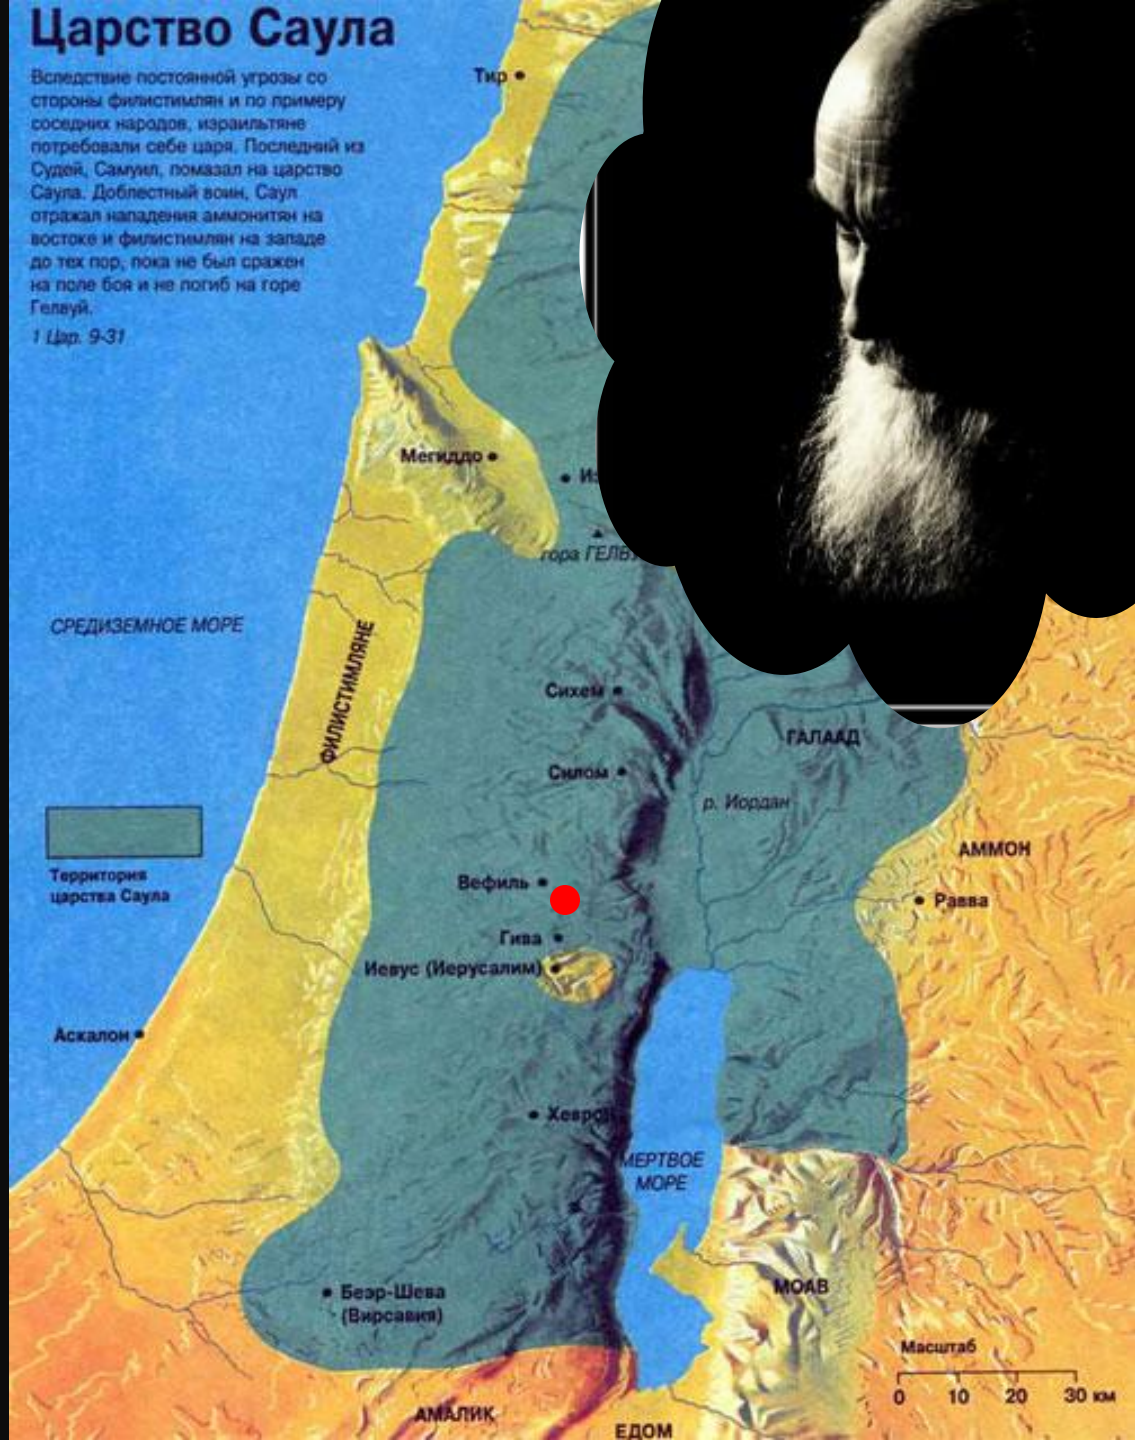 Царство Саула
Вследствие постоянной угрозы со
стороны филистимлян и по примеру
соседних народов, израильтяне
потребовали себе царя. Последний из
Судей, Самуил, помазал на царство
Саула. Доблестный воин, Саул
отражал нападения аммонитян на
востоке и филистимлян на западе
до тех пор, пока не был сражен
на поле боя и не погиб на горе
Гелвуй.
1 Цар. 9-31
Тир
Мегиддо
гора
СРЕДИЗЕМНОЕ МОРЕ
ФИЛИСТИМЛЯНЕ
Сихем
ГАЛААД
Силом
р. Иордан
Территория
царства Саула
АММОН
Вефиль
Равва
Гива
Иевус (Иерусалим)
Аскалон
Хеврон
МЕРТВОЕ
МОРЕ
Беэр-Шева
(Вирсавия)
МОАВ
Масштаб
0 10 20 30 км
АМАЛИК
ЕДОМ